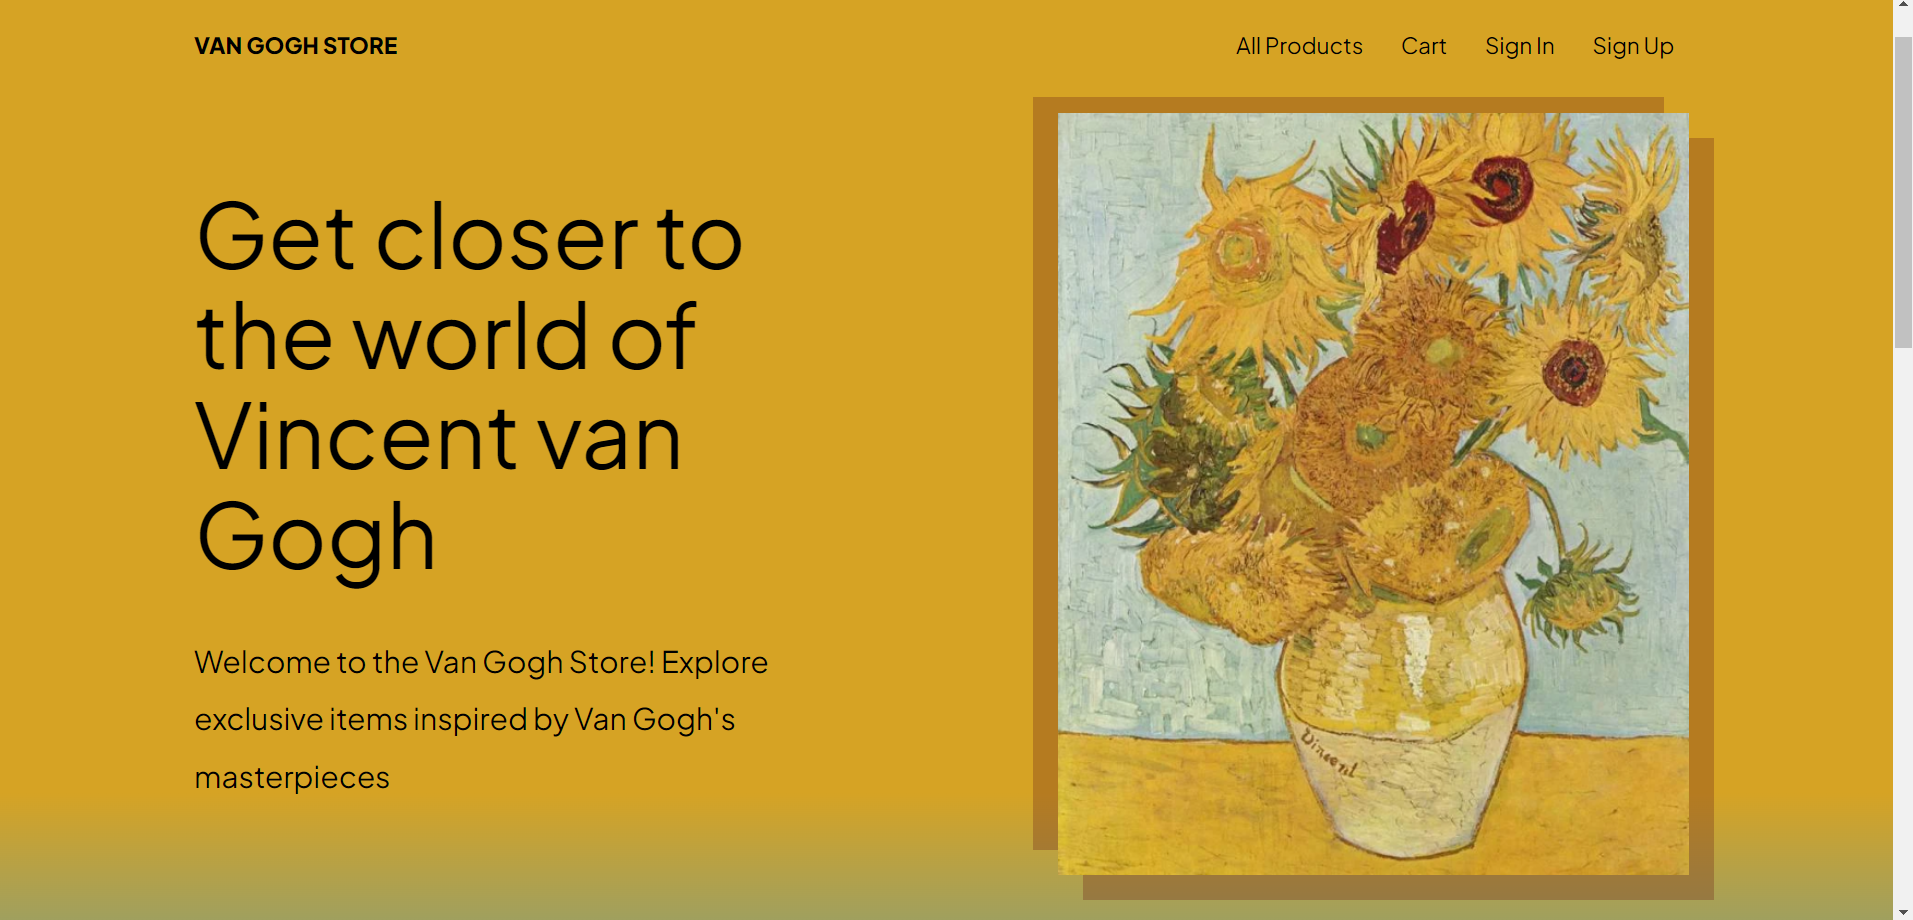 VAN GOGH STORE
All Products
Cart
Sign In
Sign Up
Get closer to
the world of
Vincent van
Gogh
Welcome to the Van Gogh Store! Explore
exclusive items inspired by Van Gogh's
masterpieces
Vincent